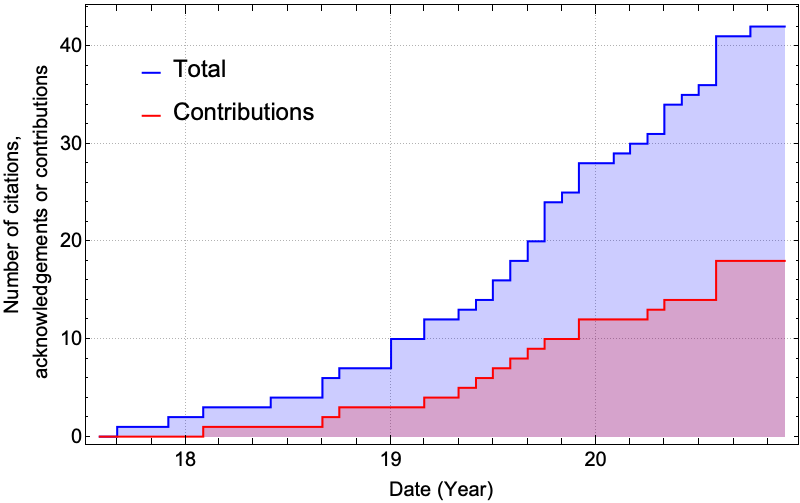 Total
Contributions
Number of citations,
acknowledgements or contributions
40
30
20
10
0
18
19
20
Date (Year)